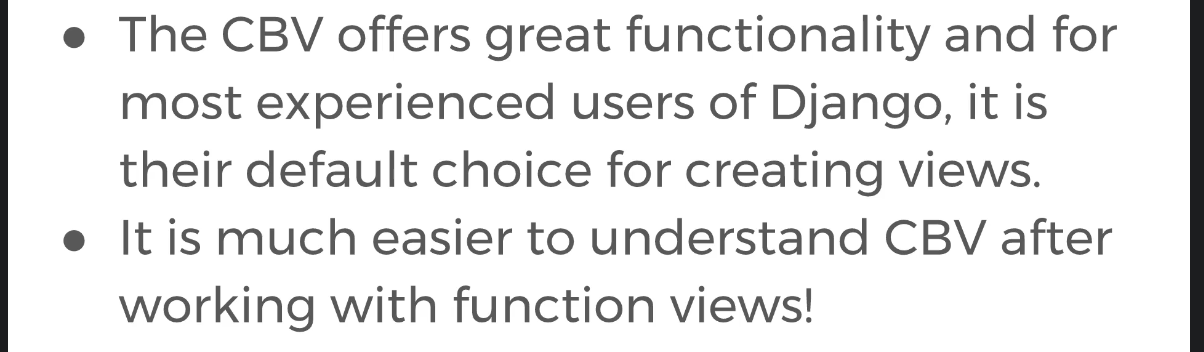 ● The CBV offers great functionality and for
most experienced users of Django, it is
their default choice for creating views.
● It is much easier to understand CBV after
working with function views!